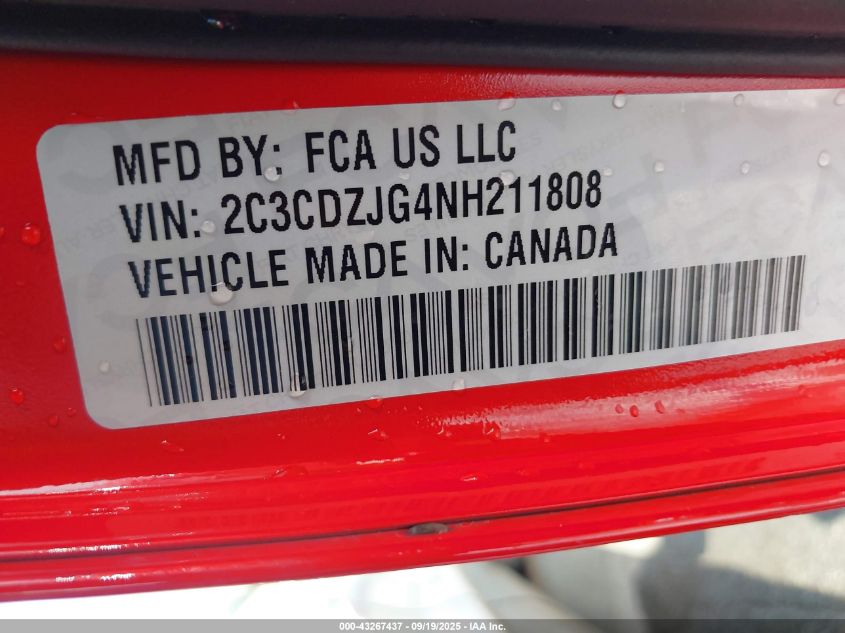 MFD BY: FCA US LLC
VIN: 2C3CDZJG4NH211808
VEHICLE MADE IN: CANADA
000-43267437 - 09/19/2025 - IAA Inc.